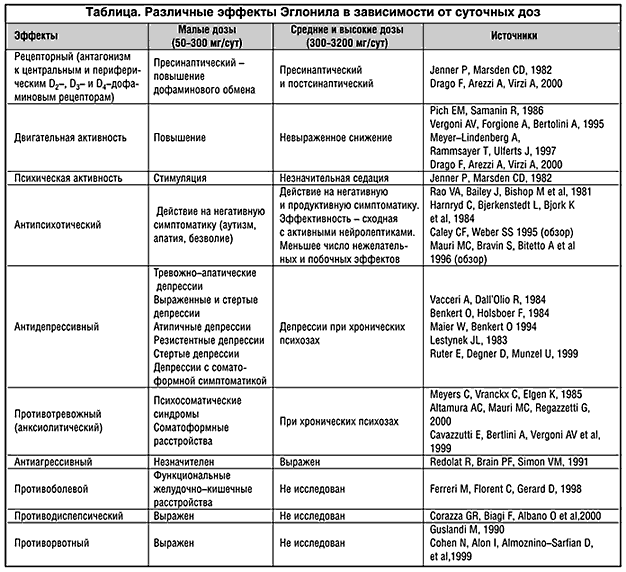 Таблица. Различные эффекты Эглонила в зависимости от суточных доз
Эффекты
Малые дозы
(50–300 мг/сут)
Средние и высокие дозы
(300-3200 мг/сут)
Источники
Рецепторный (антагонизм
к центральным и перифери-
ческим D2–, D3– и D4–дофа-
миновым рецепторам)
Пресинаптический –
повышение
дофаминового обмена
Пресинаптический
и постсинаптический
Jenner P, Marsden CD, 1982
Drago F, Arezzi A, Virzi A, 2000
Двигательная активность
Повышение
Невыраженное снижение
Pich EM, Samanin R, 1986
Vergoni AV, Forgione A, Bertolini A, 1995
Meyer–Lindenberg A,
Rammsayer T, Ulferts J, 1997
Drago F, Arezzi A, Virzi A, 2000
Психическая активность
Стимуляция
Незначительная седация
Jenner P, Marsden CD, 1982
Антипсихотический
Действие на негативную
симптоматику (аутизм,
апатия, безволие)
Действие на негативную
и продуктивную симптоматику.
Эффективность – сходная
с активными нейролептиками.
Меньшее число нежелатель-
ных и побочных эффектов
Rao VA, Bailey J, Bishop M et al, 1981
Harnryd C, Bjerkenstedt L, Bjork K
et al, 1984
Caley CF, Weber SS 1995 (обзор)
Mauri MC, Bravin S, Bitetto A et al
1996 (обзор)
Антидепрессивный
Тревожно–апатические
депрессии
Выраженные и стертые
депрессии
Атипичные депрессии
Резистентные депрессии
Стертые депрессии
Депрессии с сомато-
формной симптоматикой
Депрессии при хронических
психозах
Vacceri A, Dall'Olio R, 1984
Benkert O, Holsboer F, 1984
Maier W, Benkert O 1994
Lestynek JL, 1983
Ruter E, Degner D, Munzel U, 1999
Противотревожный
(анксиолитический)
Психосоматические
синдромы
Соматоформные
расстройства
При хронических психозах
Meyers C, Vranckx C, Elgen K, 1985
Altamura AC, Mauri MC, Regazzetti G,
2000
Cavazzutti E, Bertlini A, Vergoni AV et al,
1999
Антиагрессивный
Незначителен
Выражен
Redolat R, Brain PF, Simon VM, 1991
Противоболевой
Функциональные
желудочно–кишечные
расстройства
Не исследован
Ferreri M, Florent C, Gerard D, 1998
Противодиспепсический
Выражен
Не исследован
Corazza GR, Biagi F, Albano O et al,2000
Противорвотный
Выражен
Не исследован
Guslandi M, 1990
Cohen N, Alon I, Almoznino–Sarfian D,
et al,1999